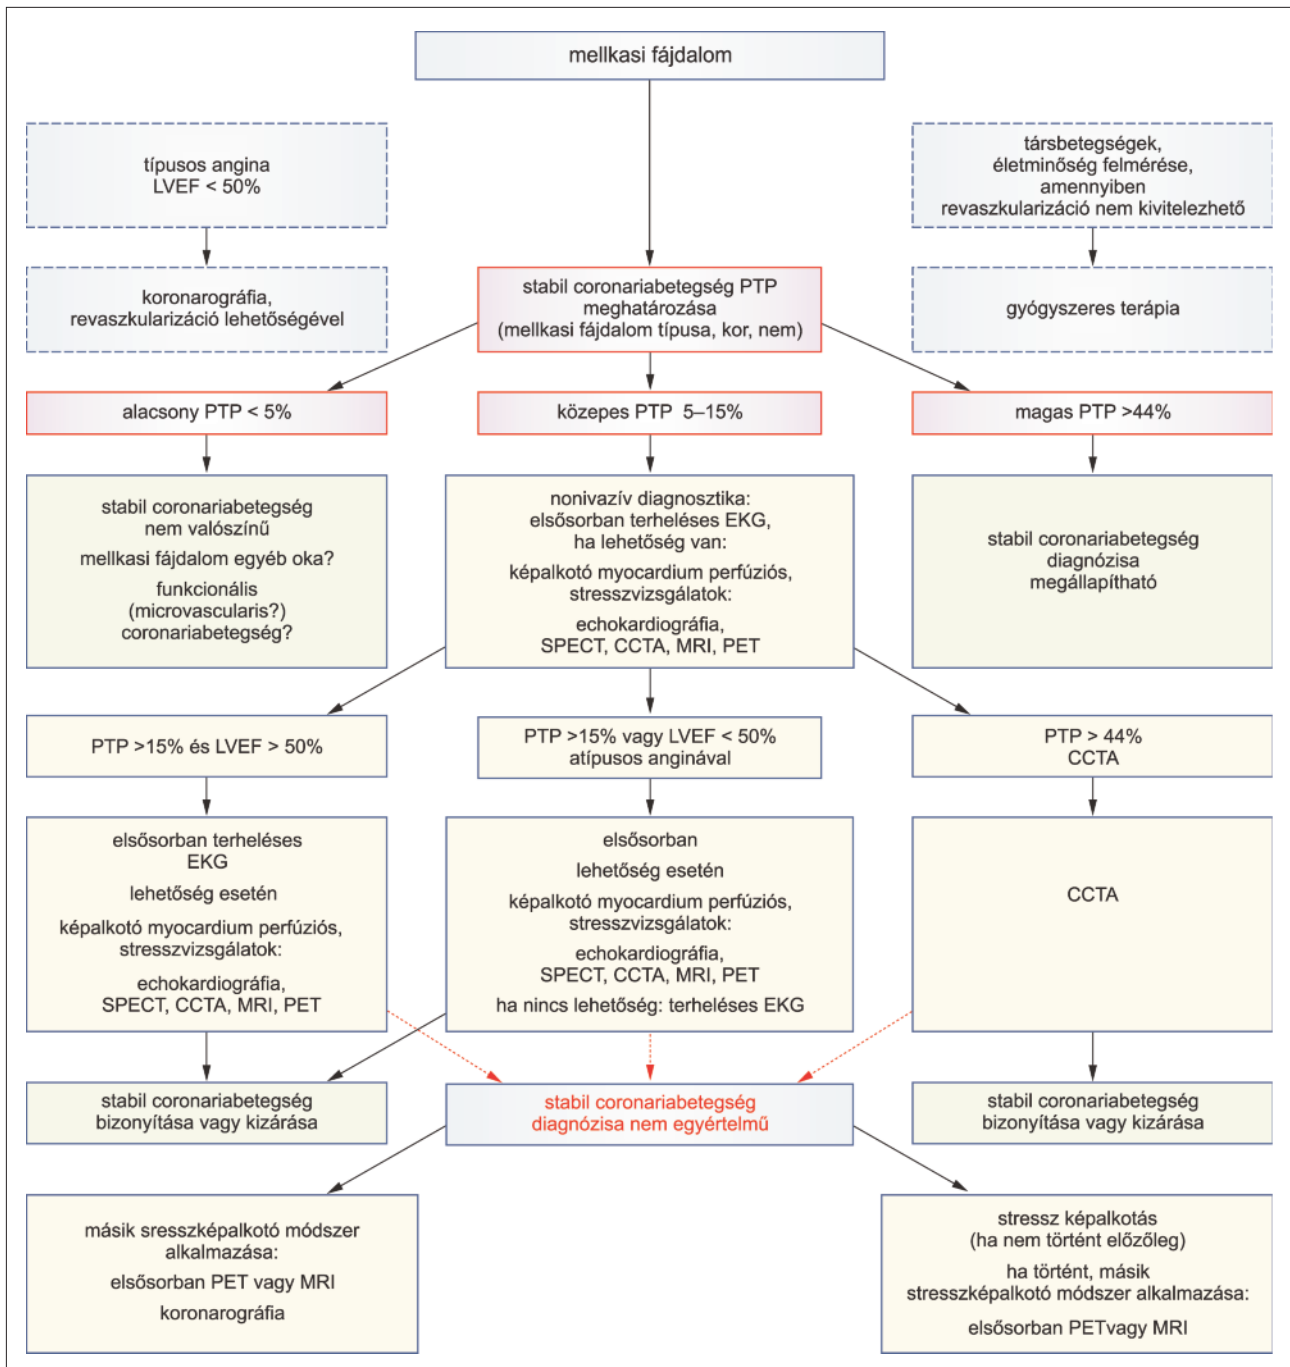 mellkasi fájdalom
típusos angina
LVEF < 50%
társbetegségek,
életminőség felmérése,
amennyiben
revaszkularizáció nem kivitelezhető
koronarográfia,
revaszkularizáció lehetőségével
stabil coronariabetegség PTP
meghatározása
(mellkasi fájdalom típusa, kor, nem)
gyógyszeres terápia
alacsony PTP < 5%
közepes PTP 5–15%
magas PTP >44%
stabil coronariabetegség
nem valószínű
mellkasi fájdalom egyéb oka?
funkcionális
(microvascularis?)
coronariabetegség?
nonivazív diagnosztika:
elsősorban terheléses EKG,
ha lehetőség van:
képalkotó myocardium perfúziós,
stresszvizsgálatok:
echokardiográfia,
SPECT, CCTA, MRI, PET
stabil coronariabetegség
diagnózisa
megállapítható
PTP >15% és LVEF > 50%
PTP >15% vagy LVEF < 50%
atípusos anginával
PTP > 44%
CCTA
elsősorban terheléses
EKG
lehetőség esetén
képalkotó myocardium perfúziós,
stresszvizsgálatok:
echokardiográfia,
SPECT, CCTA, MRI, PET
elsősorban
lehetőség esetén
képalkotó myocardium perfúziós,
stresszvizsgálatok:
echokardiográfia,
SPECT, CCTA, MRI, PET
ha nincs lehetőség: terheléses EKG
CCTA
stabil coronariabetegség
bizonyítása vagy kizárása
stabil coronariabetegség
diagnózisa nem egyértelmű
stabil coronariabetegség
bizonyítása vagy kizárása
másik sresszképalkotó módszer
alkalmazása:
elsősorban PET vagy MRI
koronarográfia
stressz képalkotás
(ha nem történt előzőleg)
ha történt, másik
stresszképalkotó módszer alkalmazása:
elsősorban PETvagy MRI